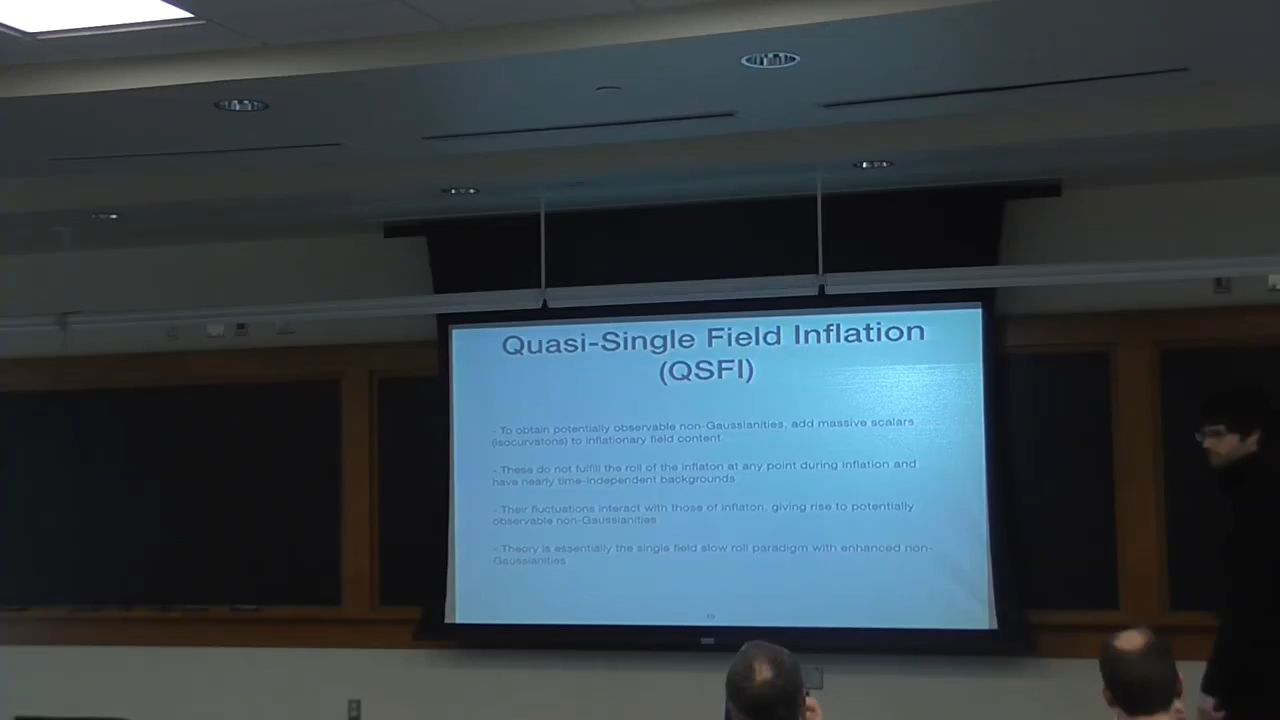 Quasi-Single Field Inflation
(QSFI)
- To obtain potentially observable non-Gaussianities, add massive scalars
(isocurvatons) to inflationary field content
- These do not fulfill the roll of the inflaton at any point during inflation and
have nearly time-independent backgrounds
- Their fluctuations interact with those of inflaton, giving rise to potentially
observable non-Gaussianities
- Theory is essentially the single field slow roll paradigm with enhanced non-
Gaussianities